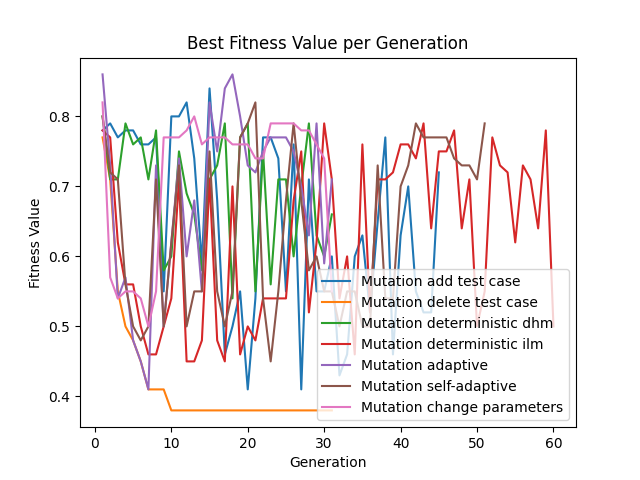 Best Fitness Value per Generation
Fitness Value
0.8
0.7
0.6
0.5
0.4
Mutation add test case
Mutation delete test case
Mutation deterministic dhm
Mutation deterministic ilm
Mutation adaptive
Mutation self-adaptive
Mutation change parameters
0 10 20 30 40 50 60
Generation